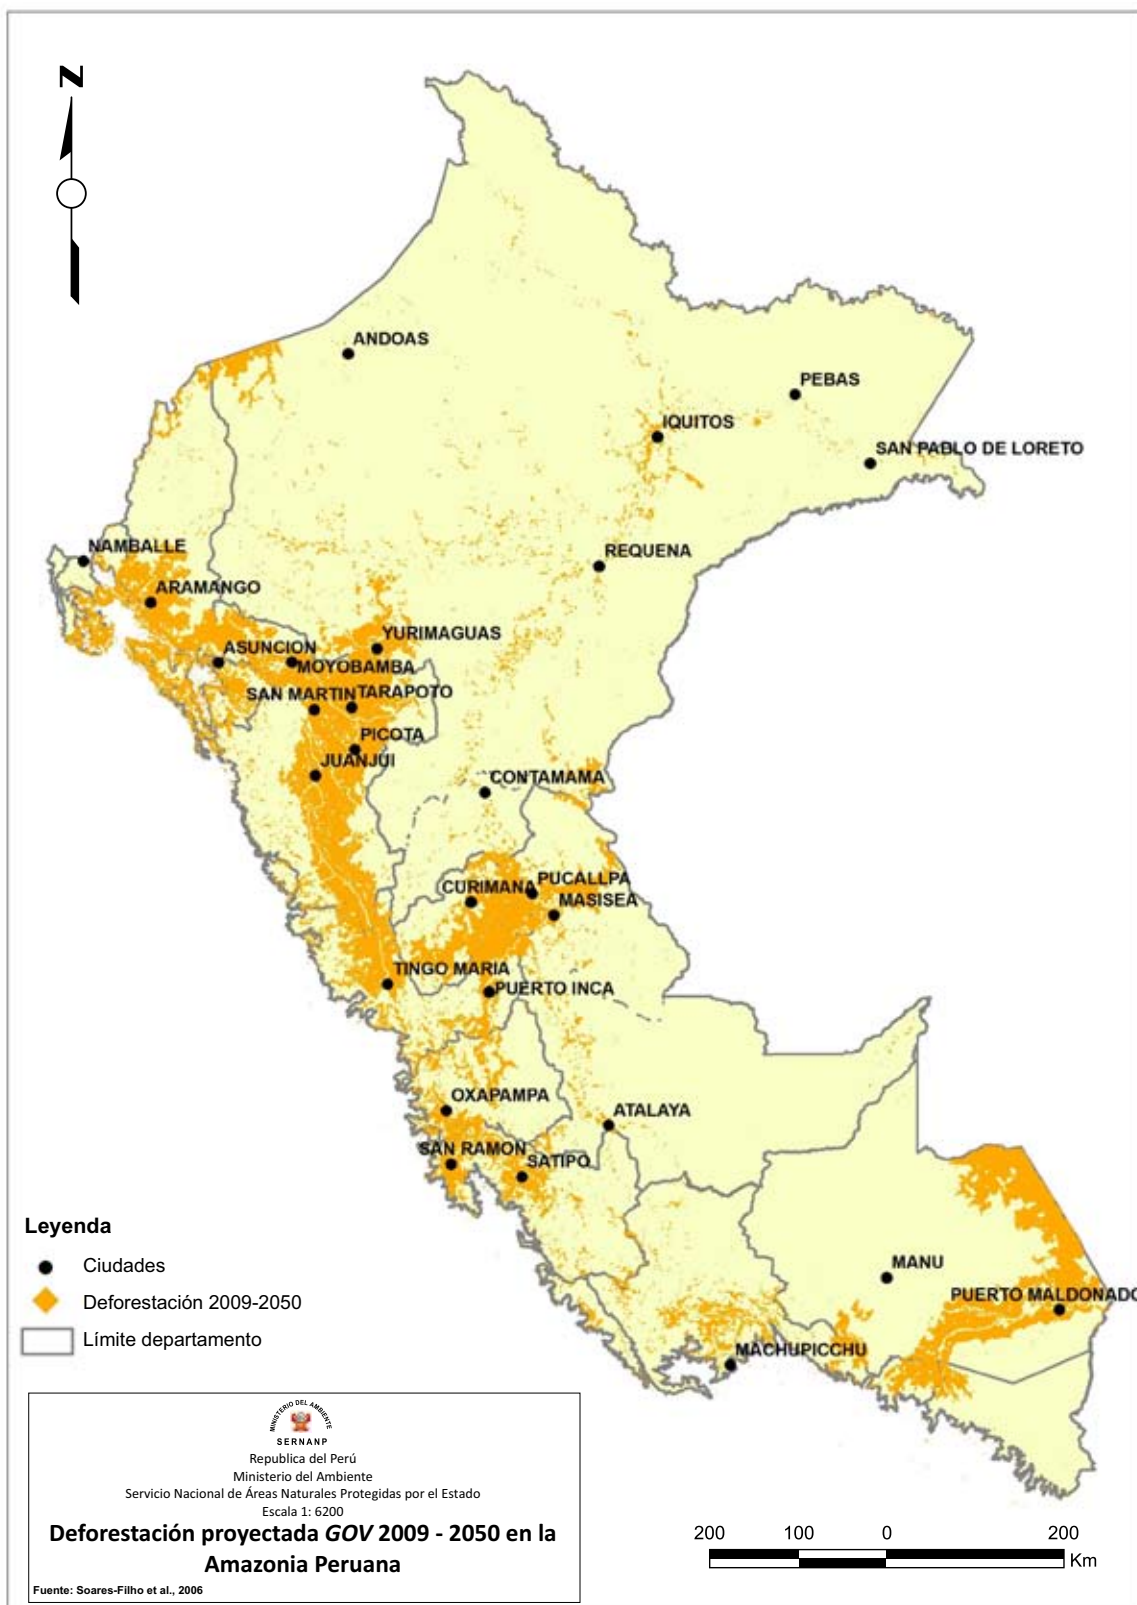 N
ANDOAS
PEBAS
IQUITOS
SAN PABLO DE LORETO
NAMBALLE
REQUENA
ARAMANGO
YURIMAGUAS
ASUNCION
MOYOBAMBA
SAN MARTIN
TARAPOTO
PICOTA
JUANJUI
CONTAMAMA
PUCALLPA
CURIMANA
MASISEA
TINGO MARIA
PUERTO INCA
OXAPAMPA
ATALAYA
SAN RAMON
SATIPO
MANU
PUERTO MALDONADO
MACHUPICCHU
Leyenda
Ciudades
Deforestación 2009-2050
Límite departamento
MINISTERIO DEL AMBIENTE
SERNANP
Republica del Perú
Ministerio del Ambiente
Servicio Nacional de Áreas Naturales Protegidas por el Estado
Escala 1: 6200
Deforestación proyectada GOV 2009 - 2050 en la
Amazonia Peruana
Fuente: Soares-Filho et al., 2006
200 100 0 200
Km